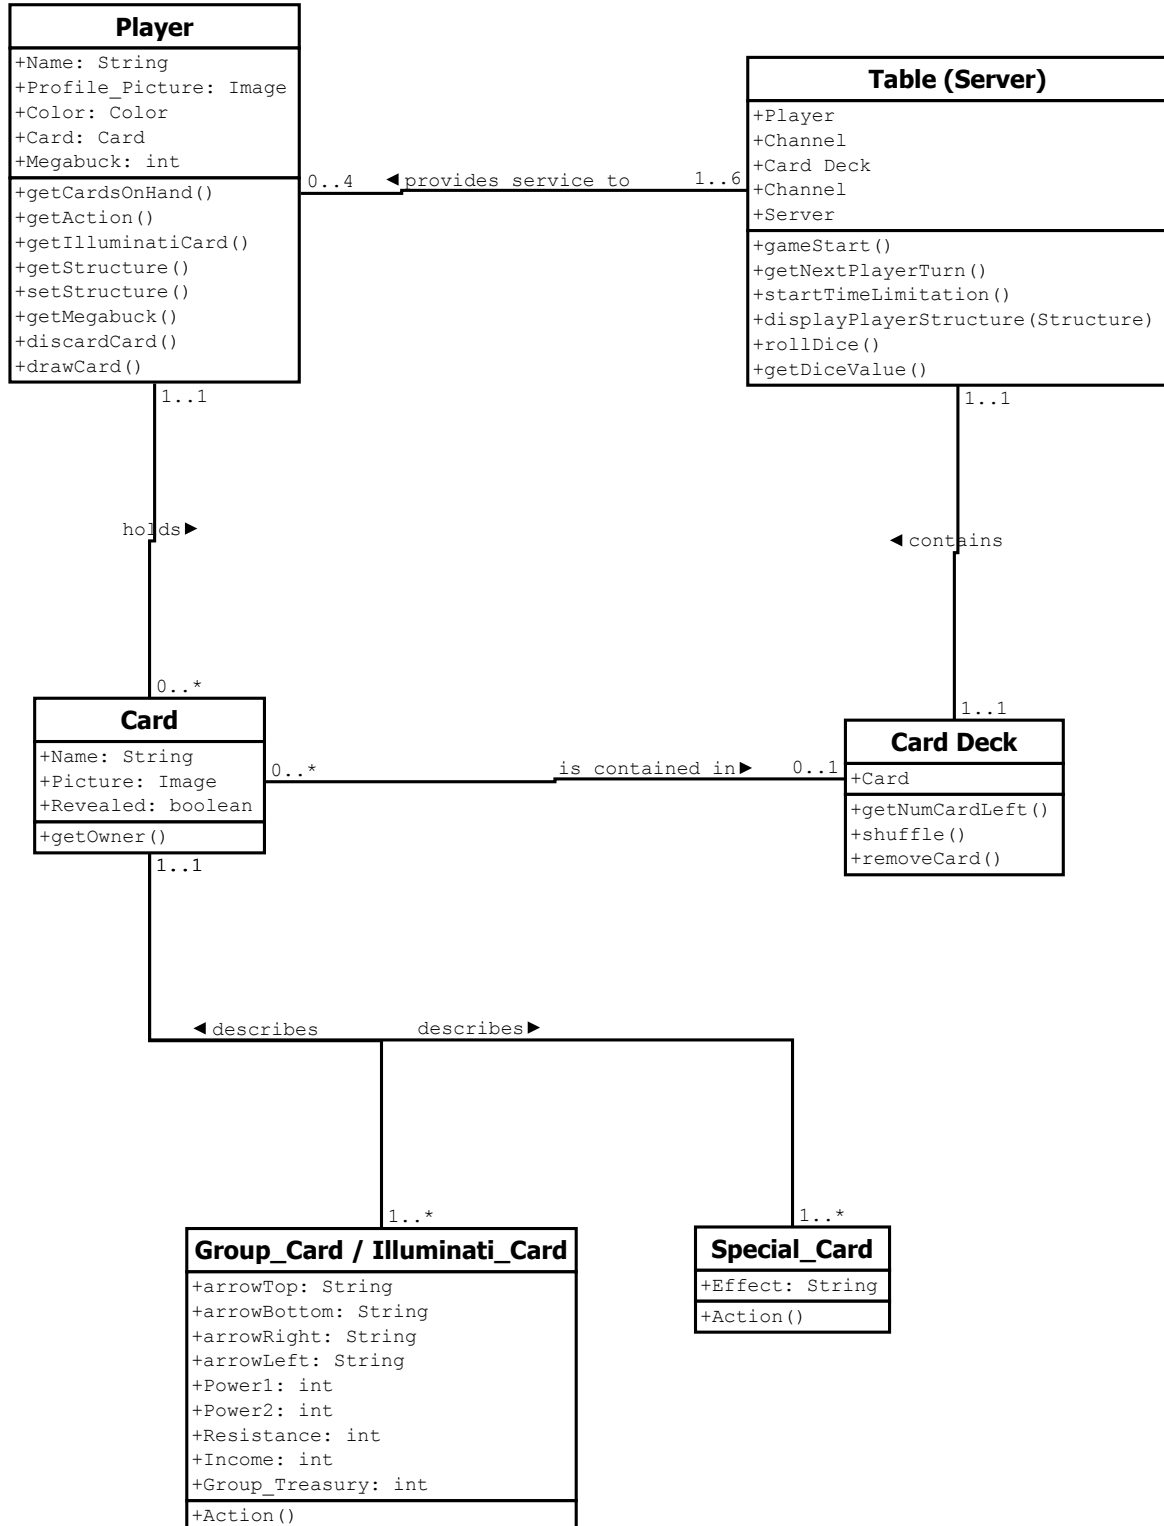 Player
+Name: String
+Profile_Picture: Image
+Color: Color
+Card: Card
+Megabuck: int
+getCardsOnHand()
+getAction()
+getIlluminatiCard()
+getStructure()
+setStructure()
+getMegabuck()
+discardCard()
+drawCard()
Table (Server)
+Player
+Channel
+Card Deck
+Channel
+Server
+gameStart()
+getNextPlayerTurn()
+startTimeLimitation()
+displayPlayerStructure(Structure)
+rollDice()
+getDiceValue()
0..4 ◄provides service to 1..6
1..1
1..1
holds►
◄contains
0..*
1..1
Card
+Name: String
+Picture: Image
+Revealed: boolean
+getOwner()
0..* is contained in► 0..1
Card Deck
+Card
+getNumCardLeft()
+shuffle()
+removeCard()
1..1
◄describes describes►
1..*
1..*
Group_Card / Illuminati_Card
+arrowTop: String
+arrowBottom: String
+arrowRight: String
+arrowLeft: String
+Power1: int
+Power2: int
+Resistance: int
+Income: int
+Group_Treasury: int
+Action()
Special_Card
+Effect: String
+Action()